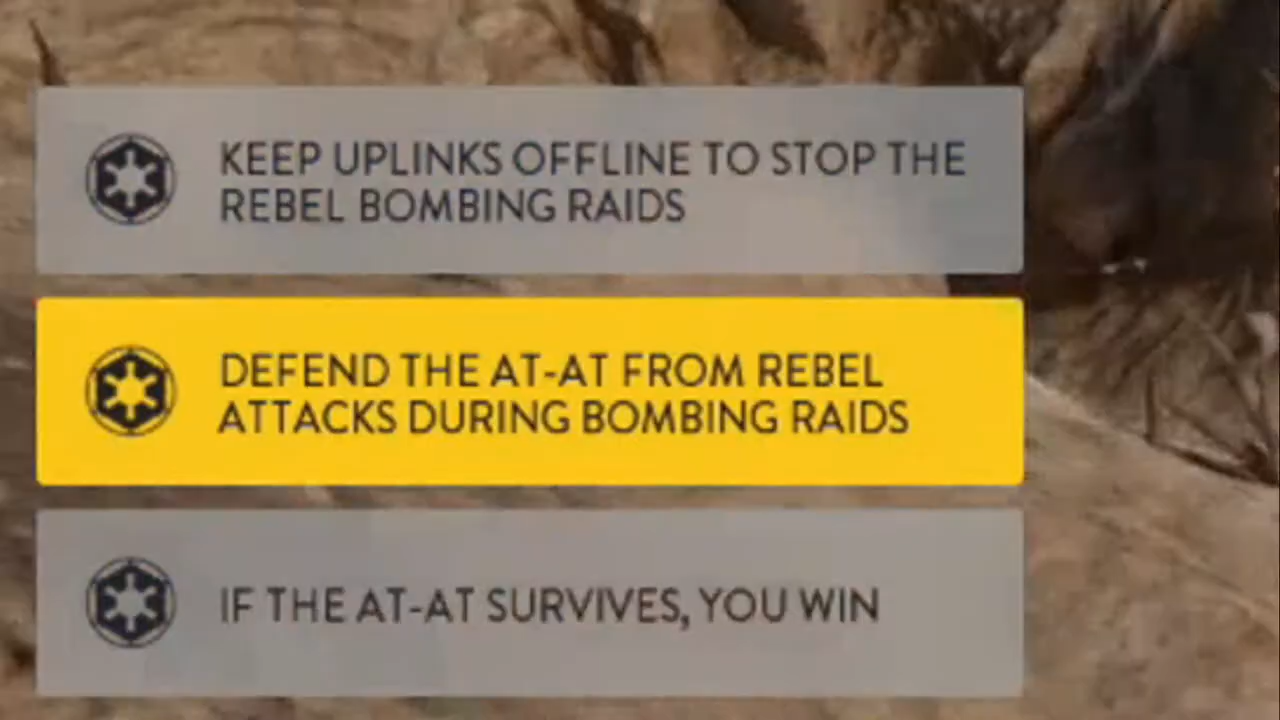 KEEP UPLINKS OFFLINE TO STOP THE
REBEL BOMBING RAIDS
DEFEND THE AT-AT FROM REBEL
ATTACKS DURING BOMBING RAIDS
IF THE AT-AT SURVIVES, YOU WIN